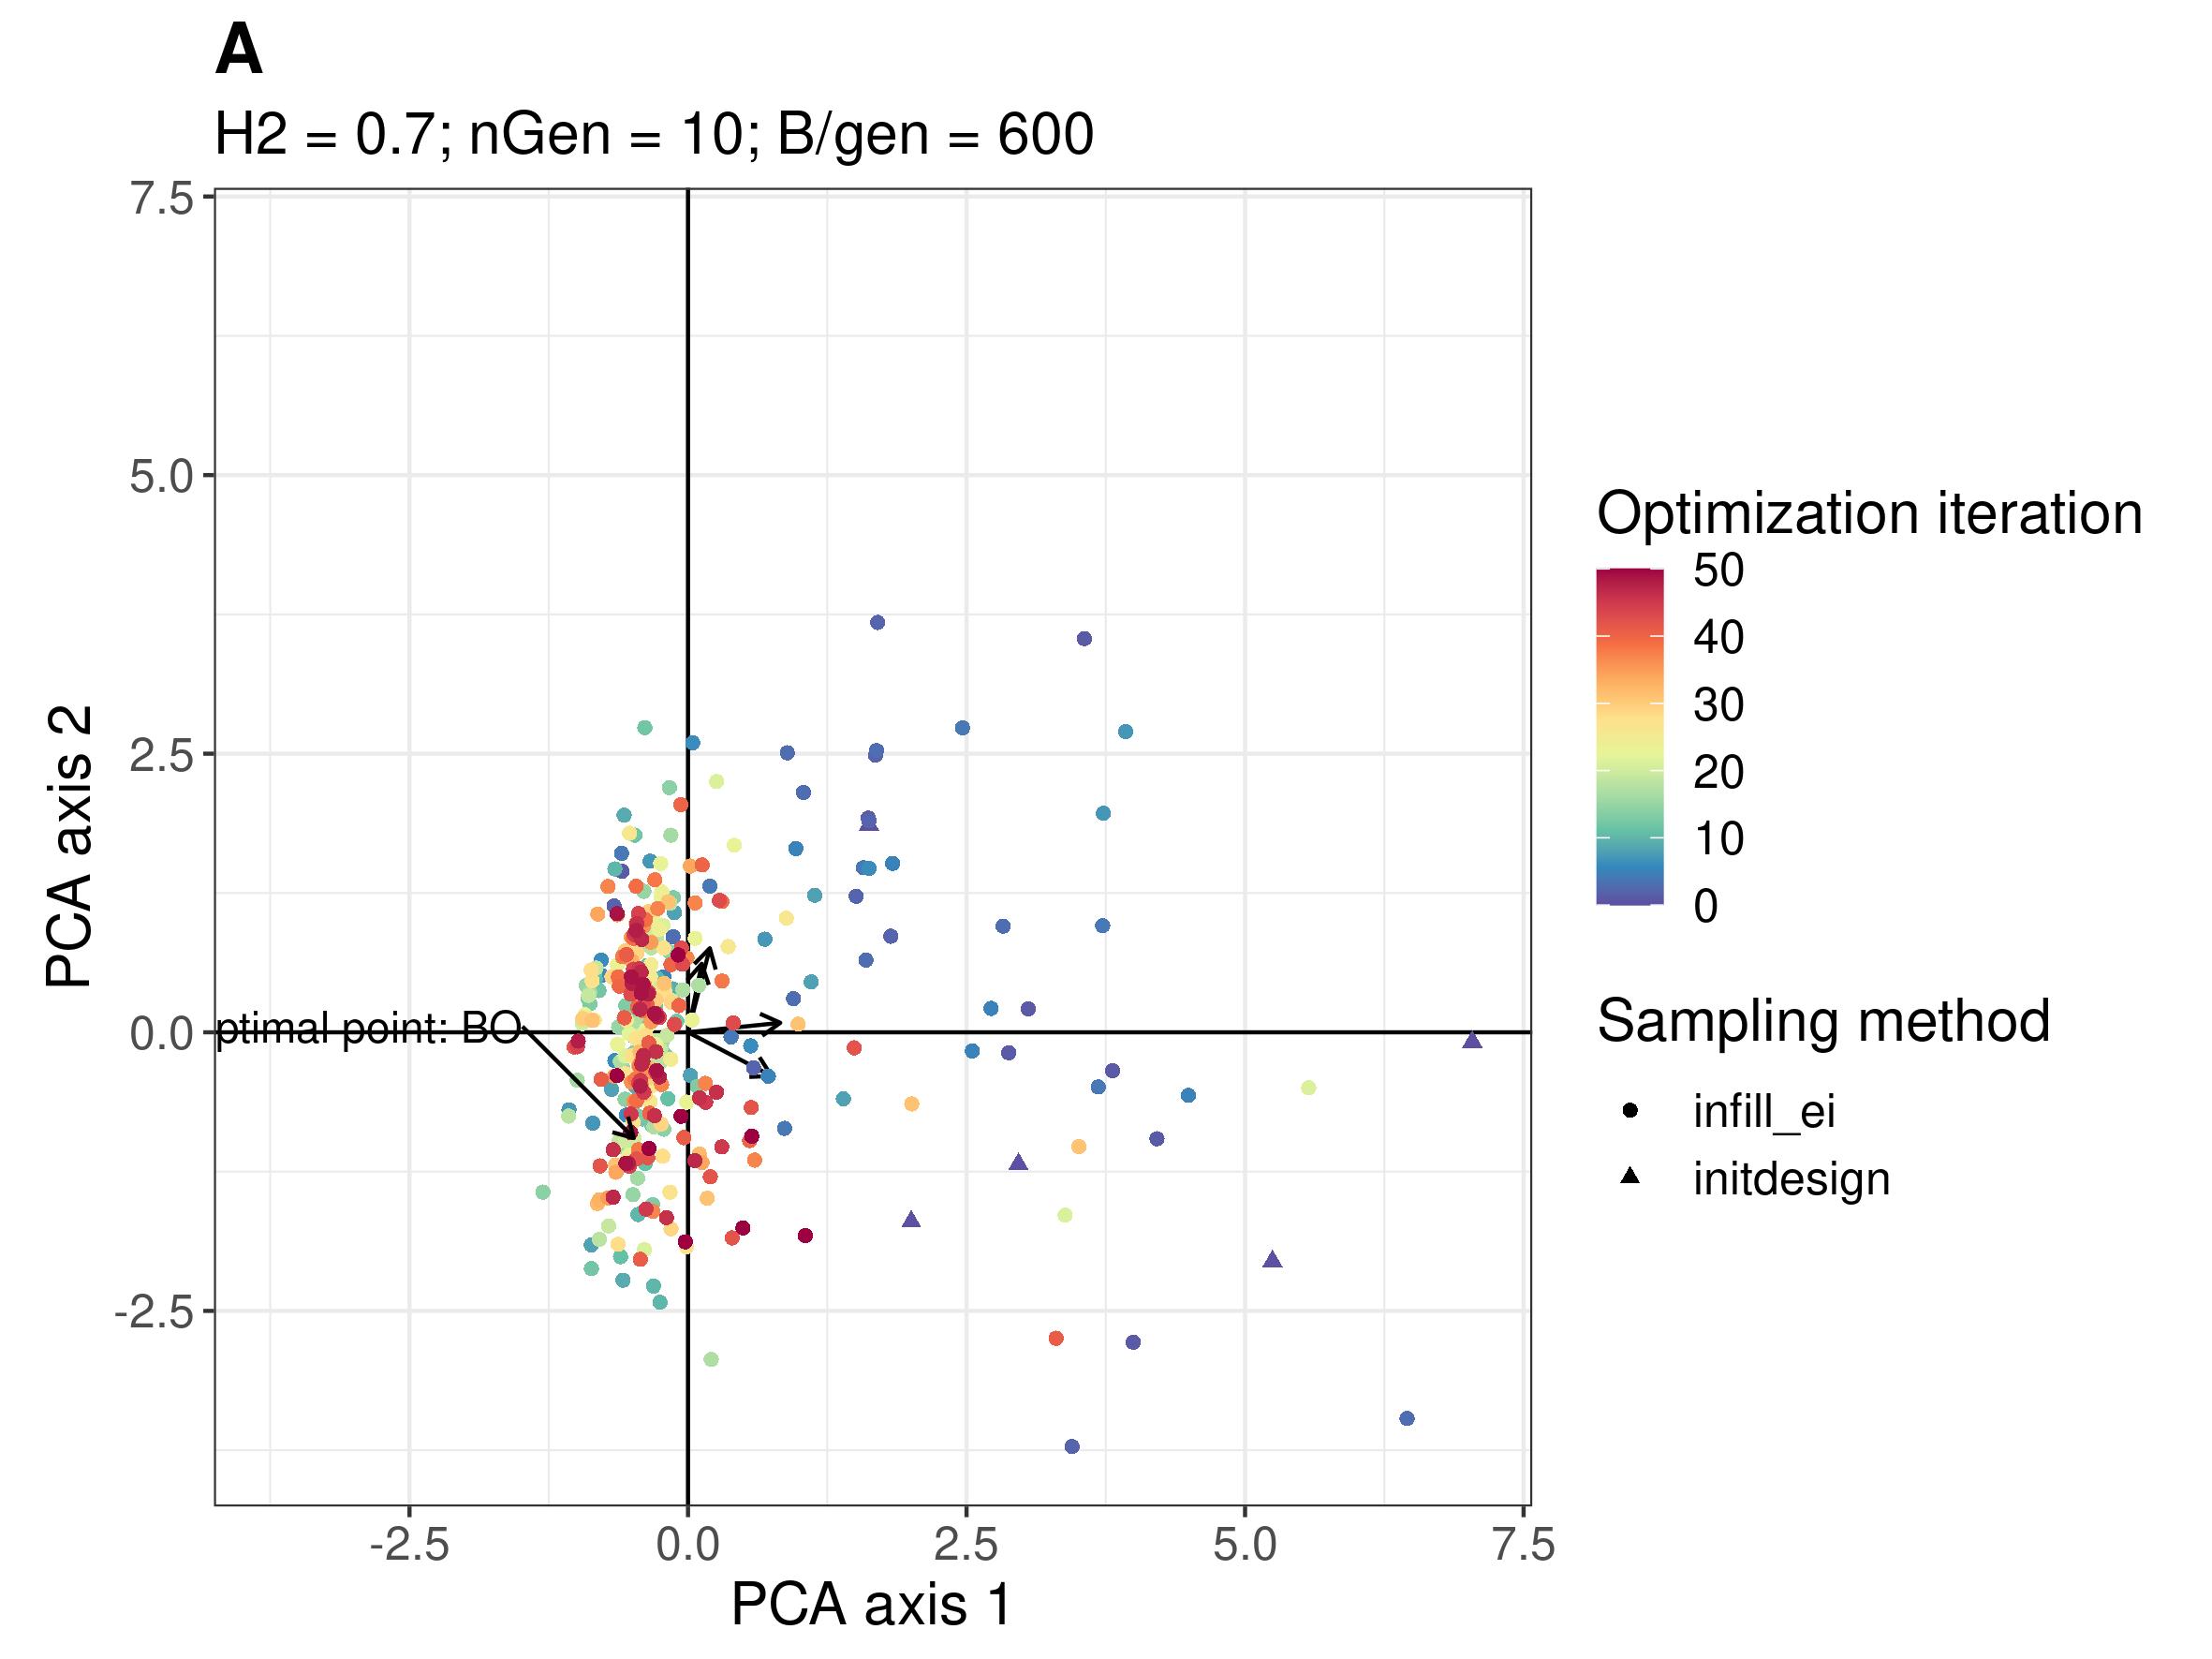 A
H2 = 0.7; nGen = 10; B/gen = 600
7.5
5.0
2.5
0.0
-2.5
PCA axis 2
ptimal point: BO
-2.5
0.0
2.5
5.0
7.5
PCA axis 1
Optimization iteration
50
40
30
20
10
0
Sampling method
infill_ei
initdesign